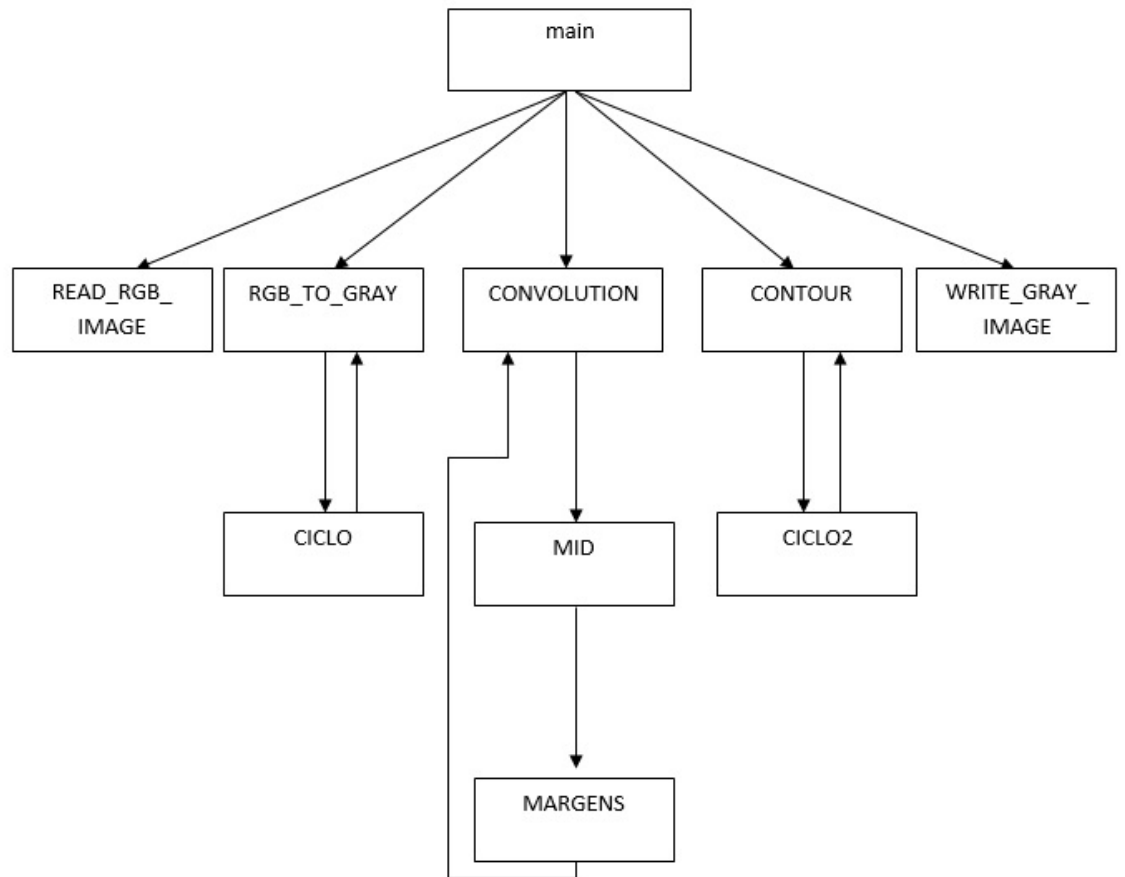 main
READ_RGB_
IMAGE
RGB_TO_GRAY
CONVOLUTION
CONTOUR
WRITE_GRAY_
IMAGE
CICLO
MID
CICLO2
MARGENS